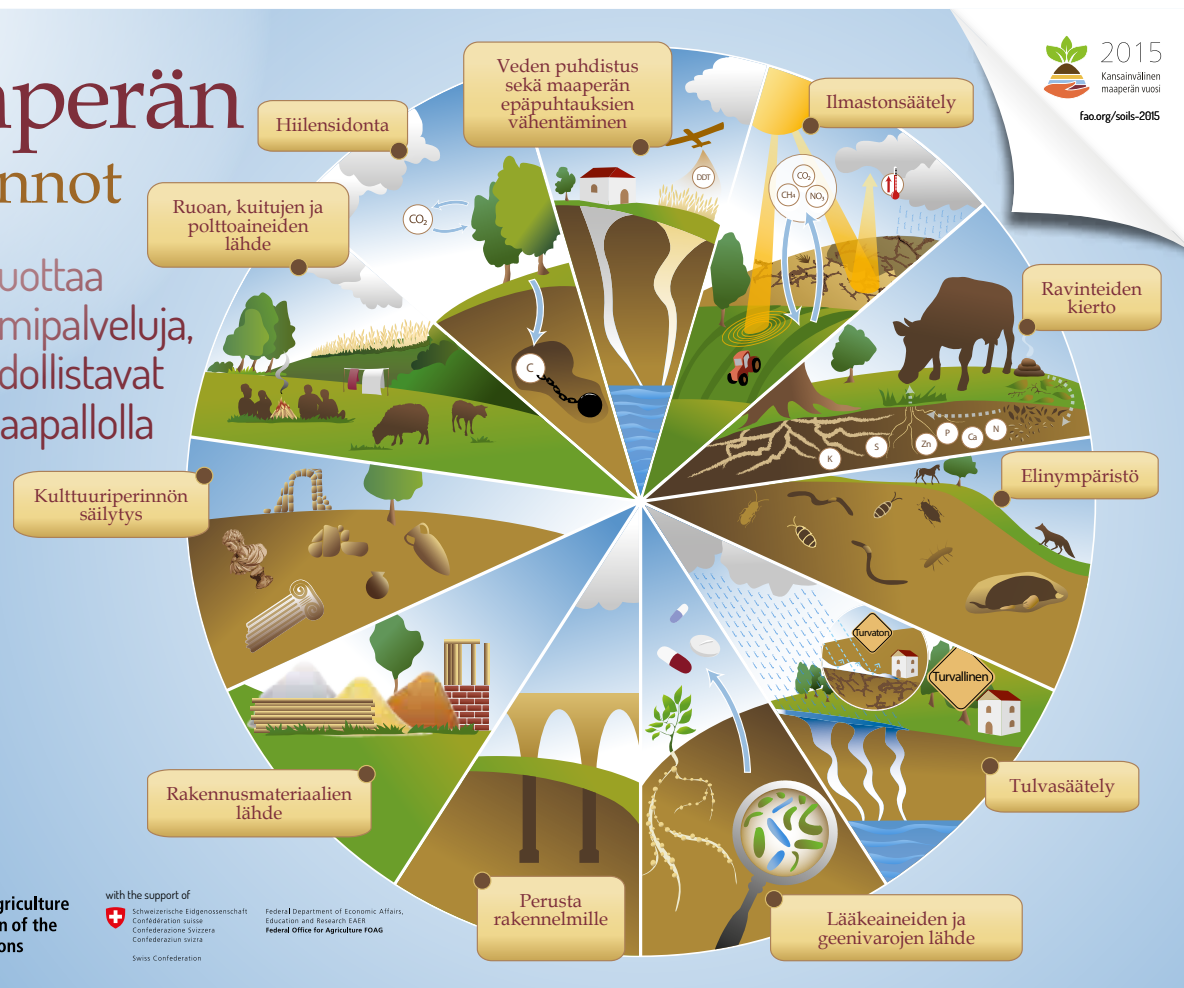 aperän
nnot
uottaa
mipalveluja,
dollistavat
aapallolla
Hiilensidonta
Veden puhdistus
sekä maaperän
epäpuhtauksien
vähentäminen
Ilmastonsäätely
2015
Kansainvälinen
maaperän vuosi
fao.org/soils-2015
Ruoan, kuitujen ja
polttoaineiden
lähde
Ravinteiden
kierto
CO₂
DDT
CO₂
CH₄
NO₃
C
K
S
Zn
P
Ca
N
Kulttuuriperinnön
säilytys
Elinympäristö
Turvaton
Turvallinen
Rakennusmateriaalien
lähde
Tulvasäätely
Perusta
rakennelmille
Lääkeaineiden ja
geenivarojen lähde
griculture
n of the
ons
with the support of
Schweizerische Eidgenossenschaft
Confédération suisse
Confederazione Svizzera
Confederaziun svizra
Swiss Confederation
Federal Department of Economic Affairs,
Education and Research EAER
Federal Office for Agriculture FOAG